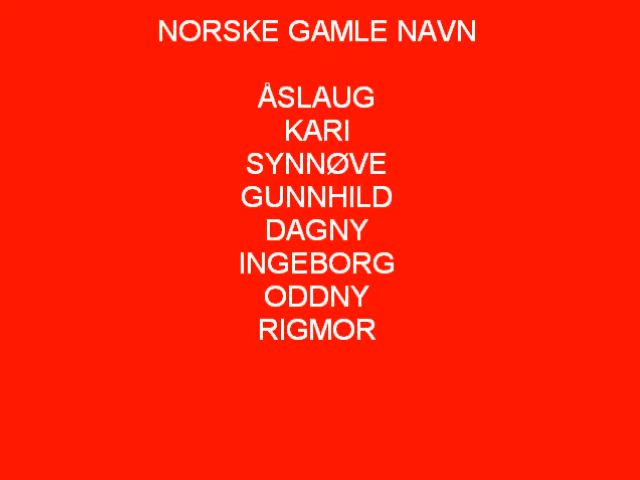 NORSKE GAMLE NAVN
ÅSLAUG
KARI
SYNNØVE
GUNNHILD
DAGNY
INGEBORG
ODDNY
RIGMOR